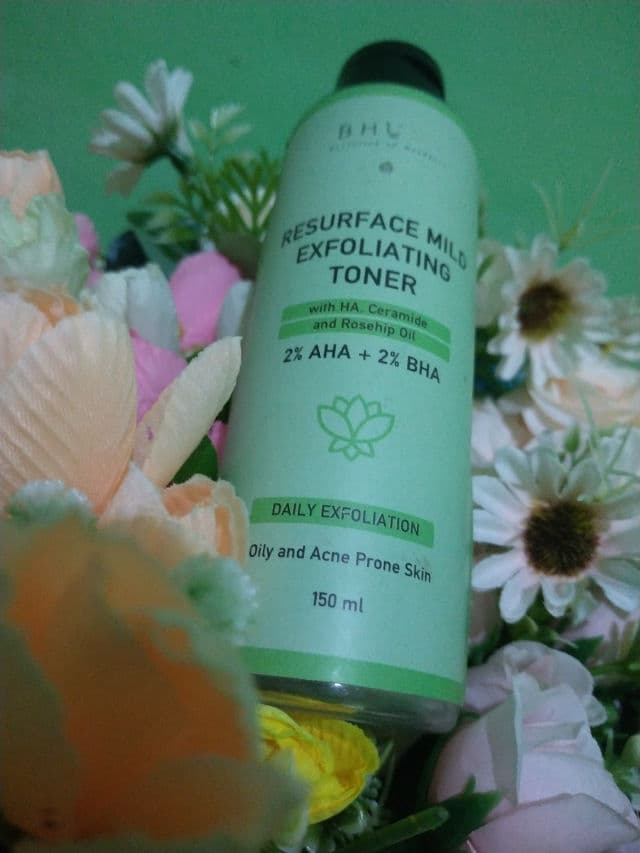 RESURFACE MILD
EXFOLIATING
TONER
with HA, Ceramide
and Rosehip Oil
2% AHA + 2% BHA
DAILY EXFOLIATION
Oily and Acne Prone Skin
150 ml